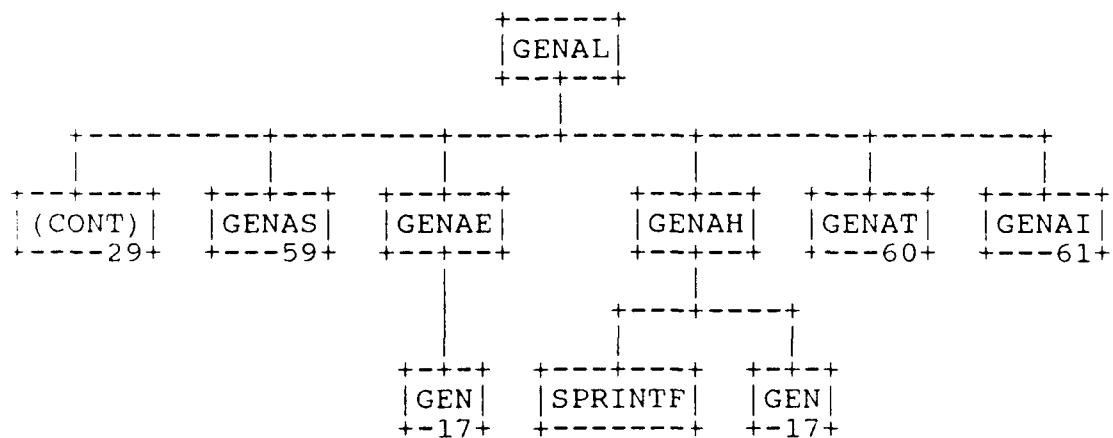 GENAL
(CONT) GENAS GENAE GENAH GENAT GENAI
29 59 60 61
GEN SPRINTF GEN
17 17